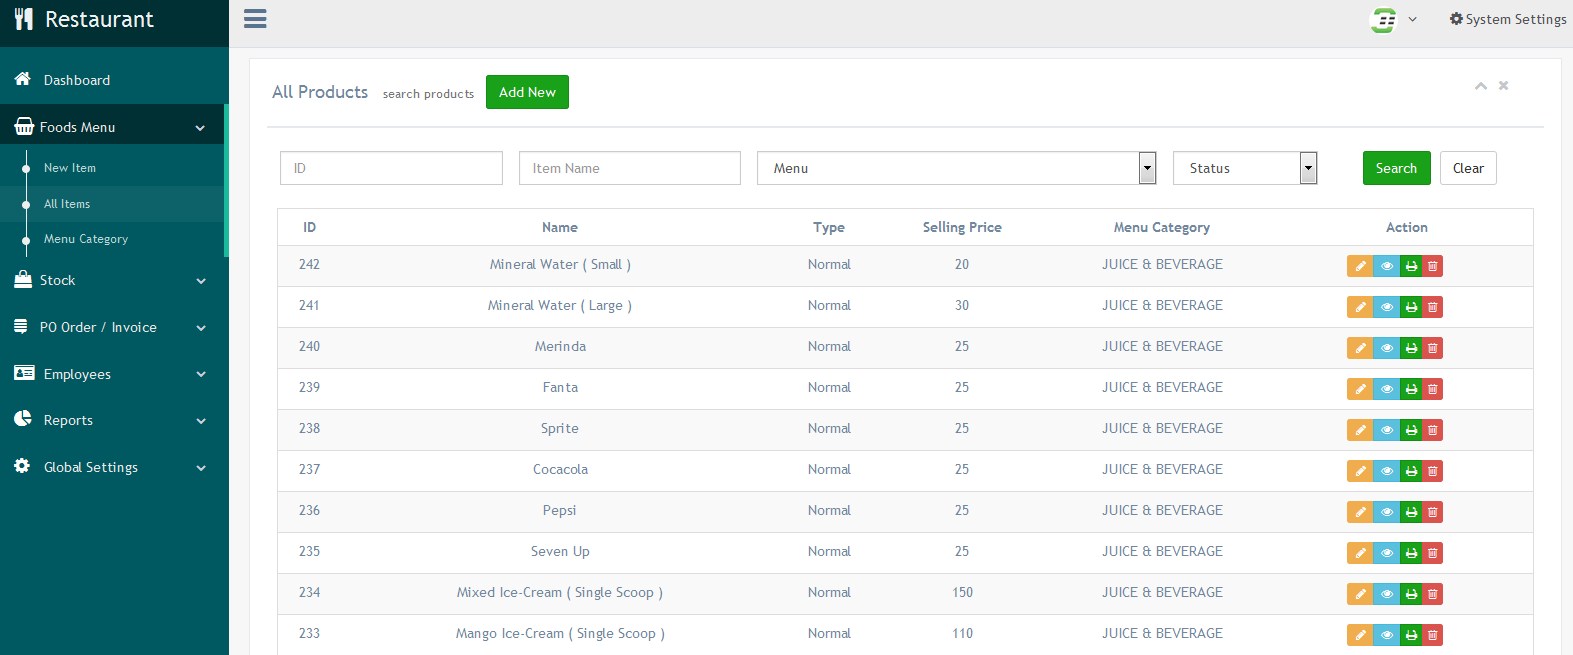 Restaurant
System Settings
Dashboard
Foods Menu
New Item
All Items
Menu Category
Stock
PO Order / Invoice
Employees
Reports
Global Settings
All Products search products Add New
ID Item Name Menu Status Search Clear
ID Name Type Selling Price Menu Category Action
242 Mineral Water ( Small ) Normal 20 JUICE & BEVERAGE
241 Mineral Water ( Large ) Normal 30 JUICE & BEVERAGE
240 Merinda Normal 25 JUICE & BEVERAGE
239 Fanta Normal 25 JUICE & BEVERAGE
238 Sprite Normal 25 JUICE & BEVERAGE
237 Cocacola Normal 25 JUICE & BEVERAGE
236 Pepsi Normal 25 JUICE & BEVERAGE
235 Seven Up Normal 25 JUICE & BEVERAGE
234 Mixed Ice-Cream ( Single Scoop ) Normal 150 JUICE & BEVERAGE
233 Mango Ice-Cream ( Single Scoop ) Normal 110 JUICE & BEVERAGE